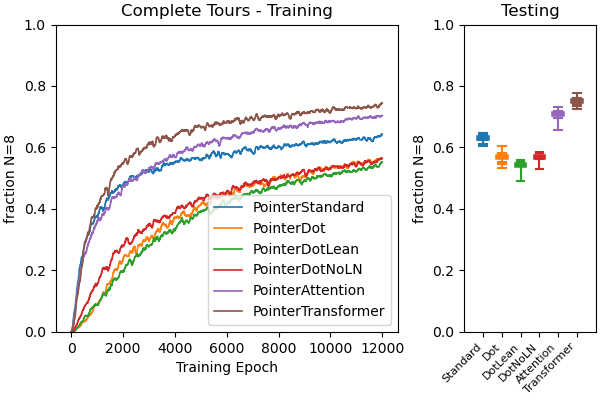 Complete Tours - Training
fraction N=8
1.0
0.8
0.6
0.4
0.2
0.0
PointerStandard
PointerDot
PointerDotLean
PointerDotNoLN
PointerAttention
PointerTransformer
0 2000 4000 6000 8000 10000 12000
Training Epoch
Testing
fraction N=8
1.0
0.8
0.6
0.4
0.2
0.0
Standard
Dot
DotLean
DotNoLN
Attention
Transformer